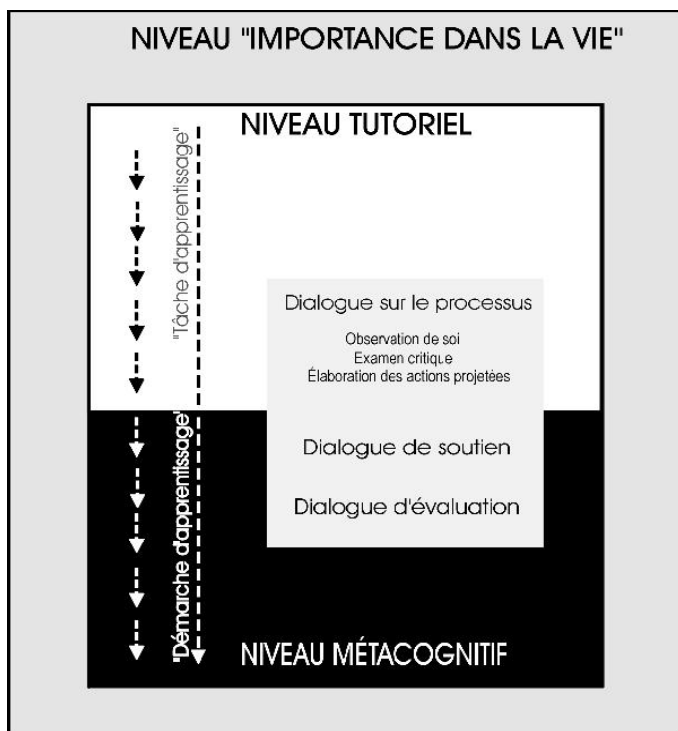 NIVEAU "IMPORTANCE DANS LA VIE"
NIVEAU TUTORIEL
"Tâche d'apprentissage"
Dialogue sur le processus
Observation de soi
Examen critique
Élaboration des actions projetées
"Démarche d'apprentissage"
Dialogue de soutien
Dialogue d'évaluation
NIVEAU MÉTACOGNITIF